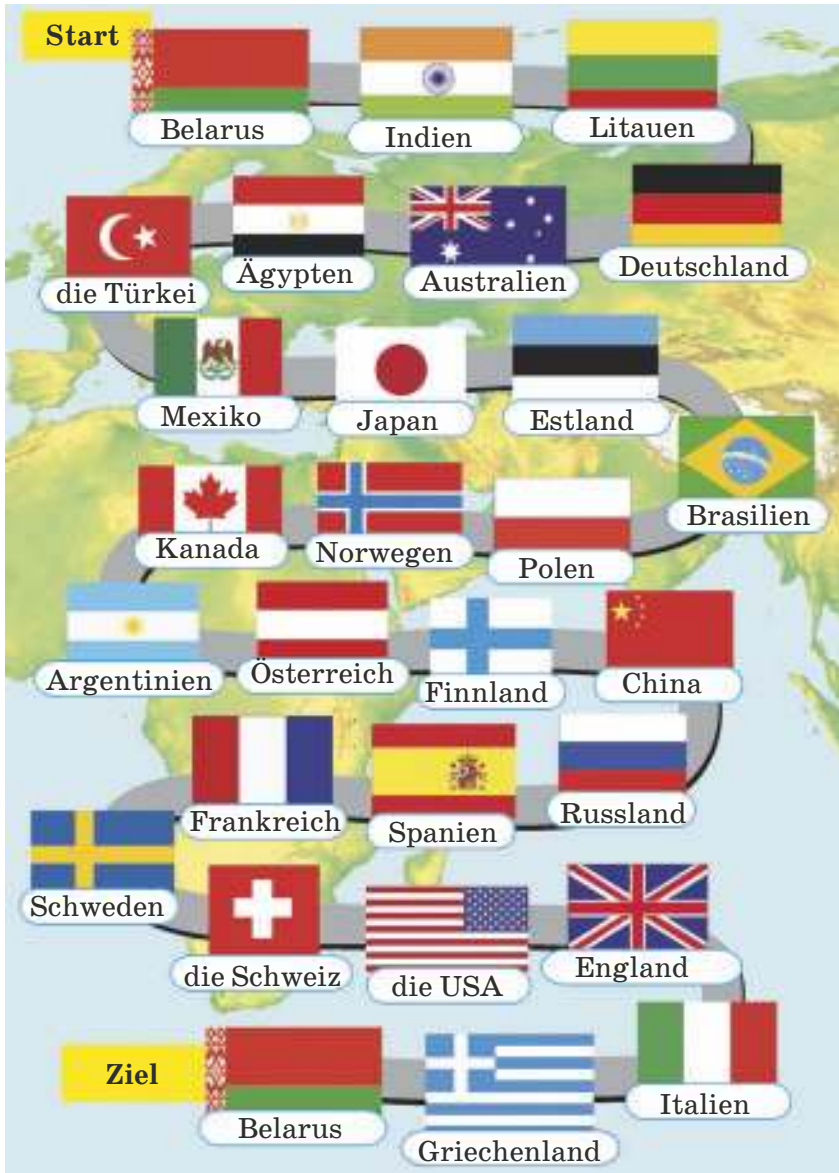 Start
Belarus
Indien
Litauen
die Türkei
Ägypten
Australien
Deutschland
Mexiko
Japan
Estland
Brasilien
Kanada
Norwegen
Polen
Argentinien
Österreich
Finnland
China
Frankreich
Spanien
Russland
Schweden
die Schweiz
die USA
England
Italien
Ziel
Belarus
Griechenland